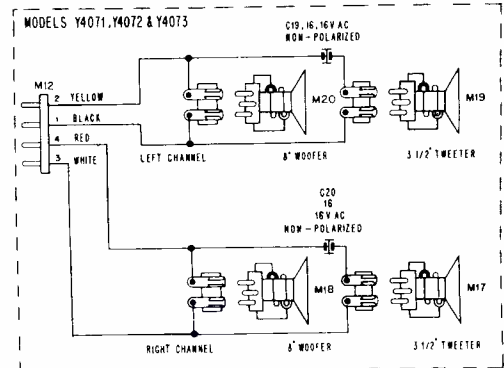 MODELS Y4071,Y4072 & Y4073
C19,16,16V AC
NON-POLARIZED
M12
2 YELLOW
1 BLACK
4 RED
3 WHITE
M20
M19
LEFT CHANNEL
8" WOOFER
3 1/2" TWEETER
C20
16
16V AC
NON-POLARIZED
M18
M17
RIGHT CHANNEL
8" WOOFER
3 1/2" TWEETER